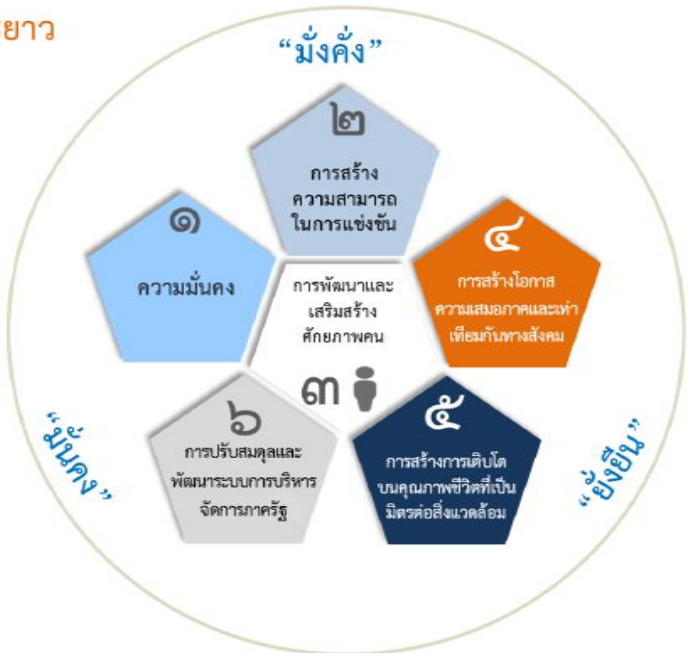 ะยาว
“มั่งคั่ง”
๒
การสร้าง
ความสามารถ
ในการแข่งขัน
๑
ความมั่นคง
๔
การสร้างโอกาส
ความเสมอภาคและเท่า
เทียมกันทางสังคม
การพัฒนาและ
เสริมสร้าง
ศักยภาพคน
๓
๖
การปรับสมดุลและ
พัฒนาระบบการบริหาร
จัดการภาครัฐ
๕
การสร้างการเติบโต
บนคุณภาพชีวิตที่เป็น
มิตรต่อสิ่งแวดล้อม
“มั่นคง”
“ยั่งยืน”